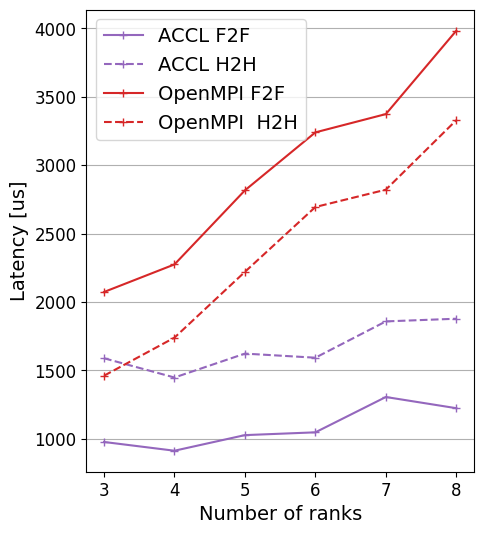 ACCL F2F
ACCL H2H
OpenMPI F2F
OpenMPI  H2H
4000
3500
3000
2500
2000
1500
1000
Latency [us]
3 4 5 6 7 8
Number of ranks